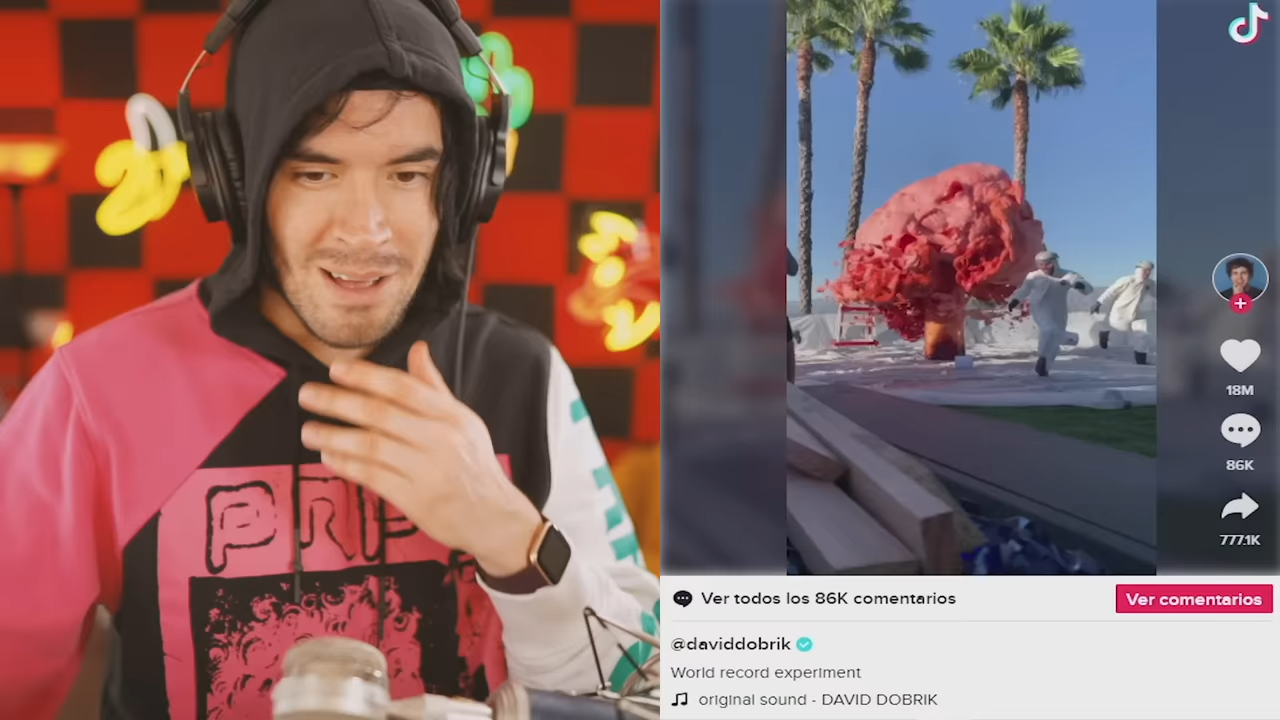 18M
86K
777.1K
Ver todos los 86K comentarios
Ver comentarios
@daviddobrik
World record experiment
original sound - DAVID DOBRIK